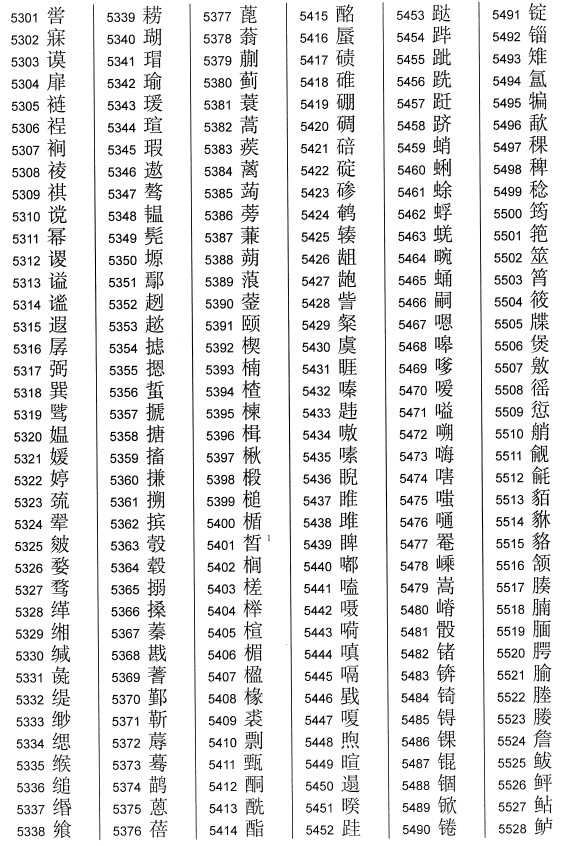 5301 喾
5302 寐
5303 谟
5304 扉
5305 裢
5306 裎
5307 裥
5308 祾
5309 祺
5310 谠
5311 幂
5312 谡
5313 谥
5314 谧
5315 遐
5316 孱
5317 弼
5318 巽
5319 骘
5320 媪
5321 媛
5322 婷
5323 巯
5324 翚
5325 皴
5326 婺
5327 骛
5328 缂
5329 缃
5330 缄
5331 彘
5332 缇
5333 缈
5334 缌
5335 缑
5336 缒
5337 缗
5338 飨
5339 耢
5340 瑚
5341 瑁
5342 瑜
5343 瑗
5344 瑄
5345 瑕
5346 遨
5347 骜
5348 韫
5349 髡
5350 塬
5351 鄢
5352 趔
5353 趑
5354 摅
5355 摁
5356 蜇
5357 搋
5358 搪
5359 搐
5360 搛
5361 搠
5362 摈
5363 彀
5364 毂
5365 搦
5366 搡
5367 蓁
5368 戡
5369 蓍
5370 鄞
5371 靳
5372 蓐
5373 蓦
5374 鹋
5375 蒽
5376 蓓
5377 蓖
5378 蓊
5379 蒯
5380 蓟
5381 蓑
5382 蒿
5383 蒺
5384 蓠
5385 蒟
5386 蒡
5387 蒹
5388 蒴
5389 蒗
5390 蓥
5391 颐
5392 楔
5393 楠
5394 楂
5395 楝
5396 楫
5397 楸
5398 椴
5399 槌
5400 楯
5401 皙 1
5402 榈
5403 槎
5404 榉
5405 楦
5406 楣
5407 楹
5408 椽
5409 裘
5410 剽
5411 甄
5412 酮
5413 酰
5414 酯
5415 酩
5416 蜃
5417 碛
5418 碓
5419 硼
5420 碉
5421 碚
5422 碇
5423 碜
5424 鹌
5425 辏
5426 龃
5427 龅
5428 訾
5429 粲
5430 虞
5431 睚
5432 嗪
5433 韪
5434 嗷
5435 嗉
5436 睨
5437 睢
5438 雎
5439 睥
5440 嘟
5441 嗑
5442 嗫
5443 嗬
5444 嗔
5445 嗝
5446 戥
5447 嗄
5448 煦
5449 暄
5450 遢
5451 暌
5452 跬
5453 跶
5454 跸
5455 跐
5456 跣
5457 跹
5458 跻
5459 蛸
5460 蜊
5461 蜍
5462 蜉
5463 蜣
5464 畹
5465 蛹
5466 嗣
5467 嗯
5468 嗥
5469 嗲
5470 嗳
5471 嗌
5472 嗍
5473 嗨
5474 嗐
5475 嗤
5476 嗵
5477 罨
5478 嵊
5479 嵩
5480 嵴
5481 骰
5482 锗
5483 锛
5484 锜
5485 锝
5486 锞
5487 锟
5488 锢
5489 锨
5490 锩
5491 锭
5492 锱
5493 雉
5494 氲
5495 犏
5496 歃
5497 稞
5498 稗
5499 稔
5500 筠
5501 筢
5502 筮
5503 筲
5504 筱
5505 牒
5506 煲
5507 敫
5508 徭
5509 愆
5510 艄
5511 觎
5512 毹
5513 貊
5514 貅
5515 貉
5516 颔
5517 腠
5518 腩
5519 腼
5520 腭
5521 腧
5522 塍
5523 媵
5524 詹
5525 鲅
5526 鲆
5527 鲇
5528 鲈